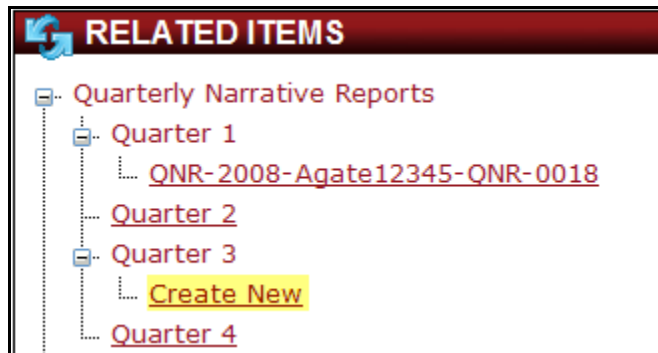 RELATED ITEMS
Quarterly Narrative Reports
Quarter 1
QNR-2008-Agate12345-QNR-0018
Quarter 2
Quarter 3
Create New
Quarter 4